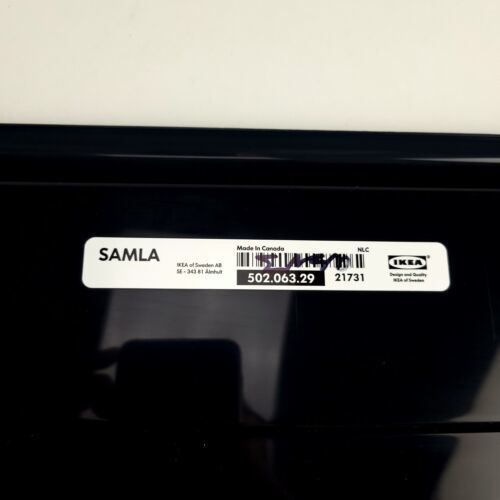 SAMLA
IKEA of Sweden AB
SE - 343 81 Älmhult
Made in Canada
NLC
502.063.29
21731
IKEA
Design and Quality
IKEA of Sweden